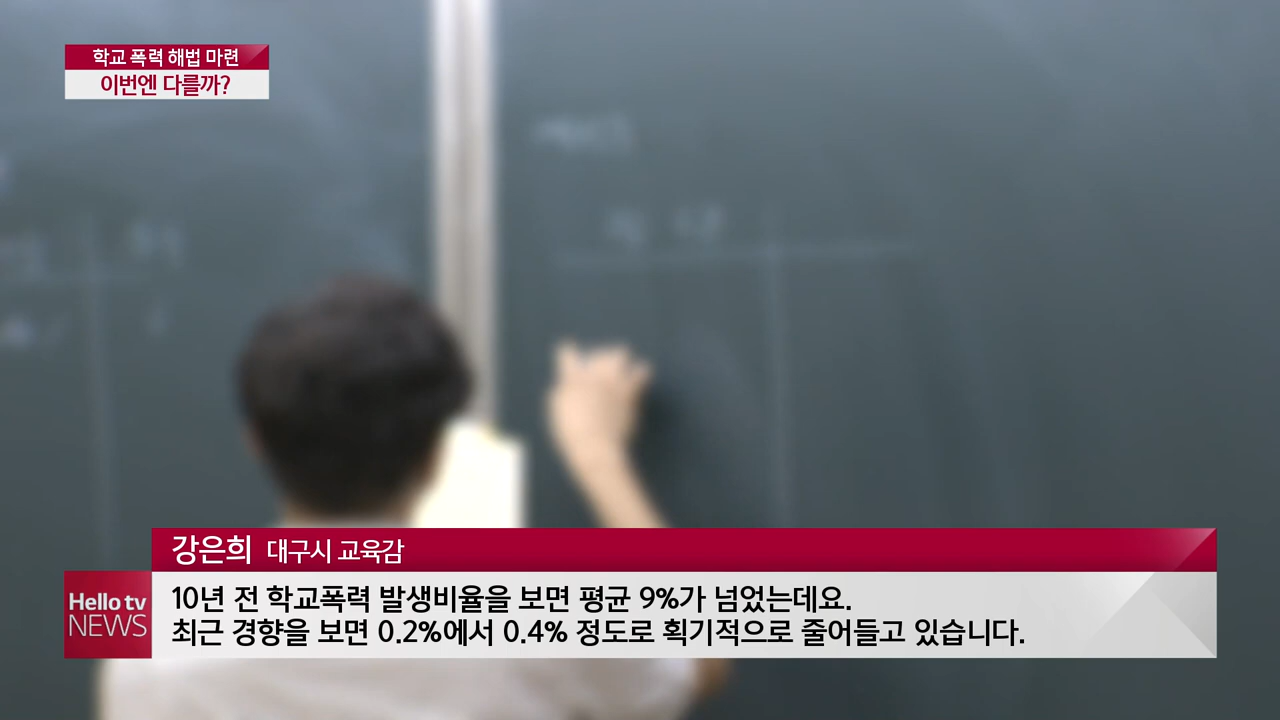 학교 폭력 해법 마련
이번엔 다를까?
강은희 대구시 교육감
Hello tv
NEWS
10년 전 학교폭력 발생비율을 보면 평균 9%가 넘었는데요.
최근 경향을 보면 0.2%에서 0.4% 정도로 획기적으로 줄어들고 있습니다.